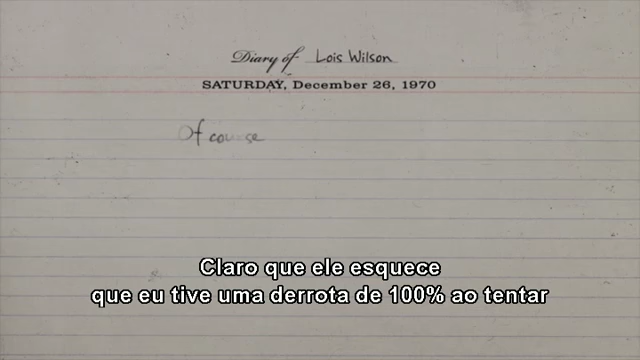 Diary of Lois Wilson
SATURDAY, December 26, 1970
Of course
Claro que ele esquece
que eu tive uma derrota de 100% ao tentar